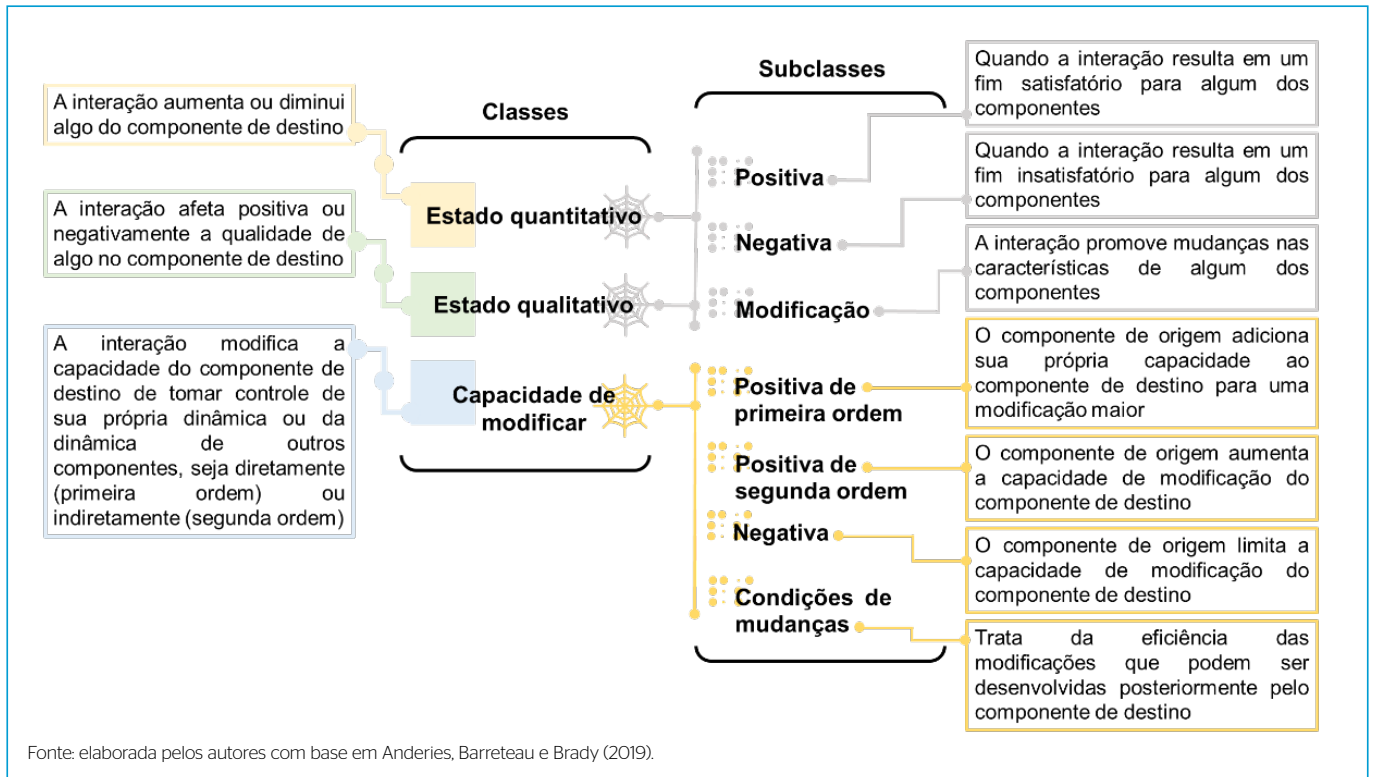 A interação aumenta ou diminui
algo do componente de destino
A interação afeta positiva ou
negativamente a qualidade de
algo no componente de destino
A interação modifica a
capacidade do componente de
destino de tomar controle de
sua própria dinâmica ou da
dinâmica de outros
componentes, seja diretamente
(primeira ordem) ou
indiretamente (segunda ordem)
Classes
Estado quantitativo
Estado qualitativo
Capacidade de
modificar
Subclasses
Positiva
Negativa
Modificação
Positiva de
primeira ordem
Positiva de
segunda ordem
Negativa
Condições de
mudanças
Quando a interação resulta em um
fim satisfatório para algum dos
componentes
Quando a interação resulta em um
fim insatisfatório para algum dos
componentes
A interação promove mudanças nas
características de algum dos
componentes
O componente de origem adiciona
sua própria capacidade ao
componente de destino para uma
modificação maior
O componente de origem aumenta
a capacidade de modificação do
componente de destino
O componente de origem limita a
capacidade de modificação do
componente de destino
Trata da eficiência das
modificações que podem ser
desenvolvidas posteriormente pelo
componente de destino
Fonte: elaborada pelos autores com base em Anderies, Barreteau e Brady (2019).